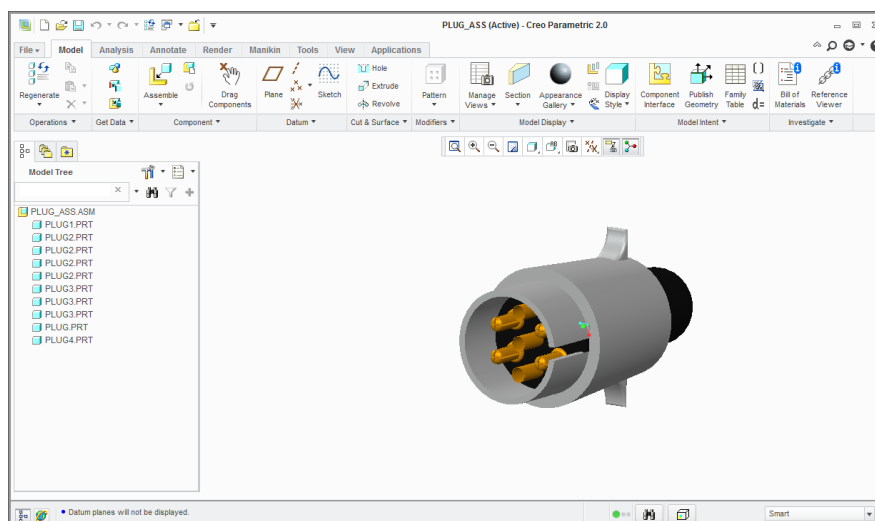 PLUG_ASS (Active) - Creo Parametric 2.0
File Model Analysis Annotate Render Manikin Tools View Applications
Regenerate Assemble Drag Components Plane Sketch Hole Extrude Revolve Pattern Manage Views Section Appearance Gallery Display Style Component Interface Publish Geometry Family Table d= Bill of Materials Reference Viewer
Operations Get Data Component Datum Cut & Surface Modifiers Model Display Model Intent Investigate
Model Tree
PLUG_ASS.ASM
PLUG1.PRT
PLUG2.PRT
PLUG2.PRT
PLUG2.PRT
PLUG2.PRT
PLUG3.PRT
PLUG3.PRT
PLUG3.PRT
PLUG.PRT
PLUG4.PRT
Datum planes will not be displayed.
Smart